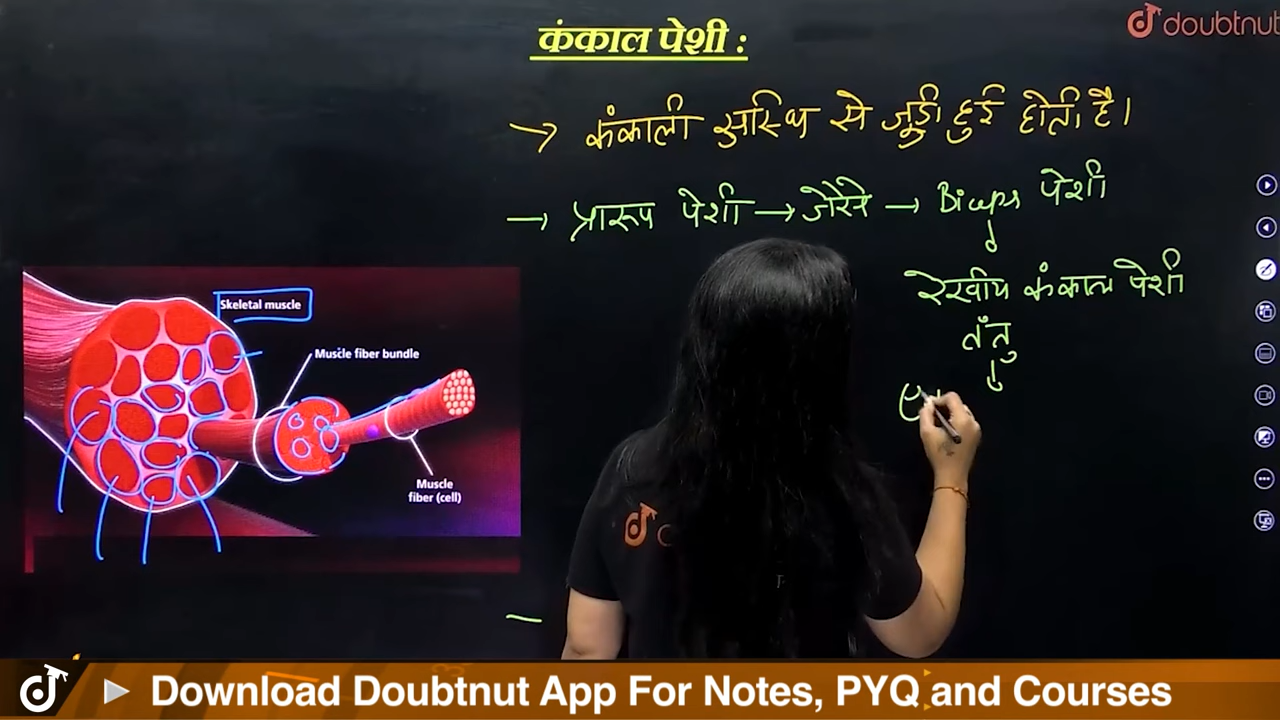 doubtnut
कंकाल पेशी :
→ कंकाली अस्थि से जुड़ी हुई होती है।
→ प्रारूप पेशी → जैसे → Biceps पेशी
↓
रेखीय कंकाल पेशी
तंतु
↓
Skeletal muscle
Muscle fiber bundle
Muscle
fiber (cell)
Download Doubtnut App For Notes, PYQ and Courses